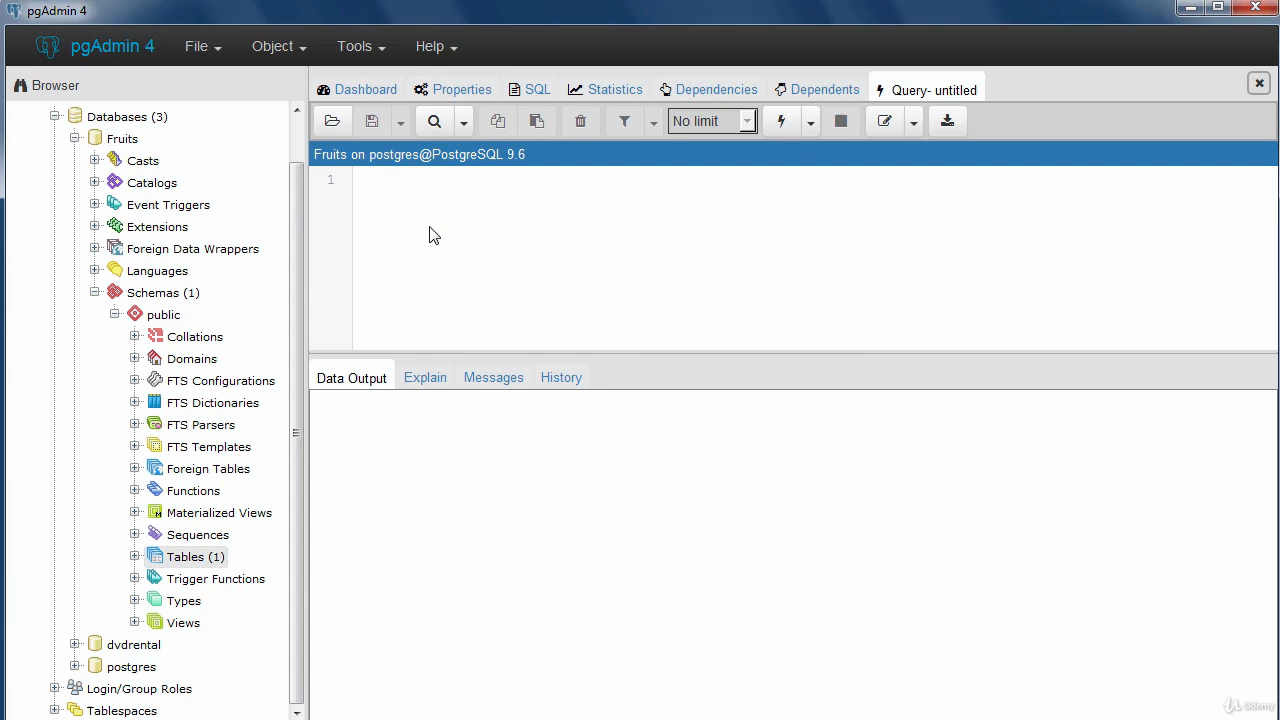 pgAdmin 4
pgAdmin 4 File Object Tools Help
Browser
Dashboard Properties SQL Statistics Dependencies Dependents Query- untitled
No limit
Fruits on postgres@PostgreSQL 9.6
1
Databases (3)
Fruits
Casts
Catalogs
Event Triggers
Extensions
Foreign Data Wrappers
Languages
Schemas (1)
public
Collations
Domains
FTS Configurations
FTS Dictionaries
FTS Parsers
FTS Templates
Foreign Tables
Functions
Materialized Views
Sequences
Tables (1)
Trigger Functions
Types
Views
dvdrental
postgres
Login/Group Roles
Tablespaces
Data Output Explain Messages History
Udemy